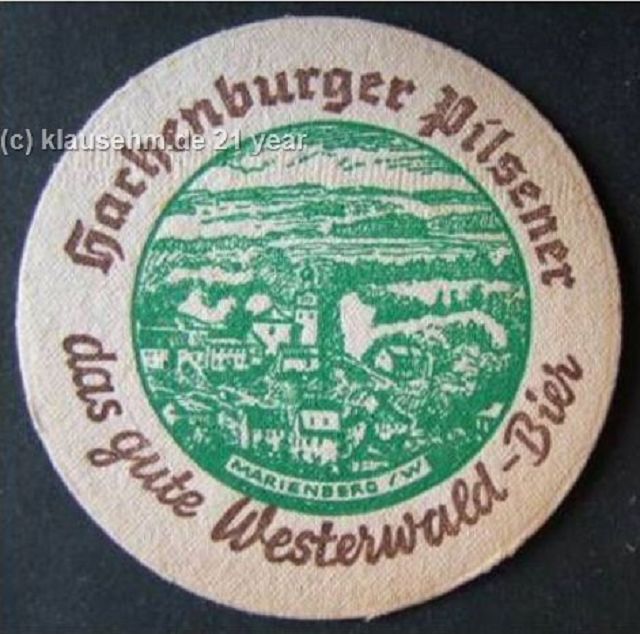 Hachenburger Pilsener
(c) klausehm.de 21 year
MARIENBERG /W
das gute Westerwald-Bier